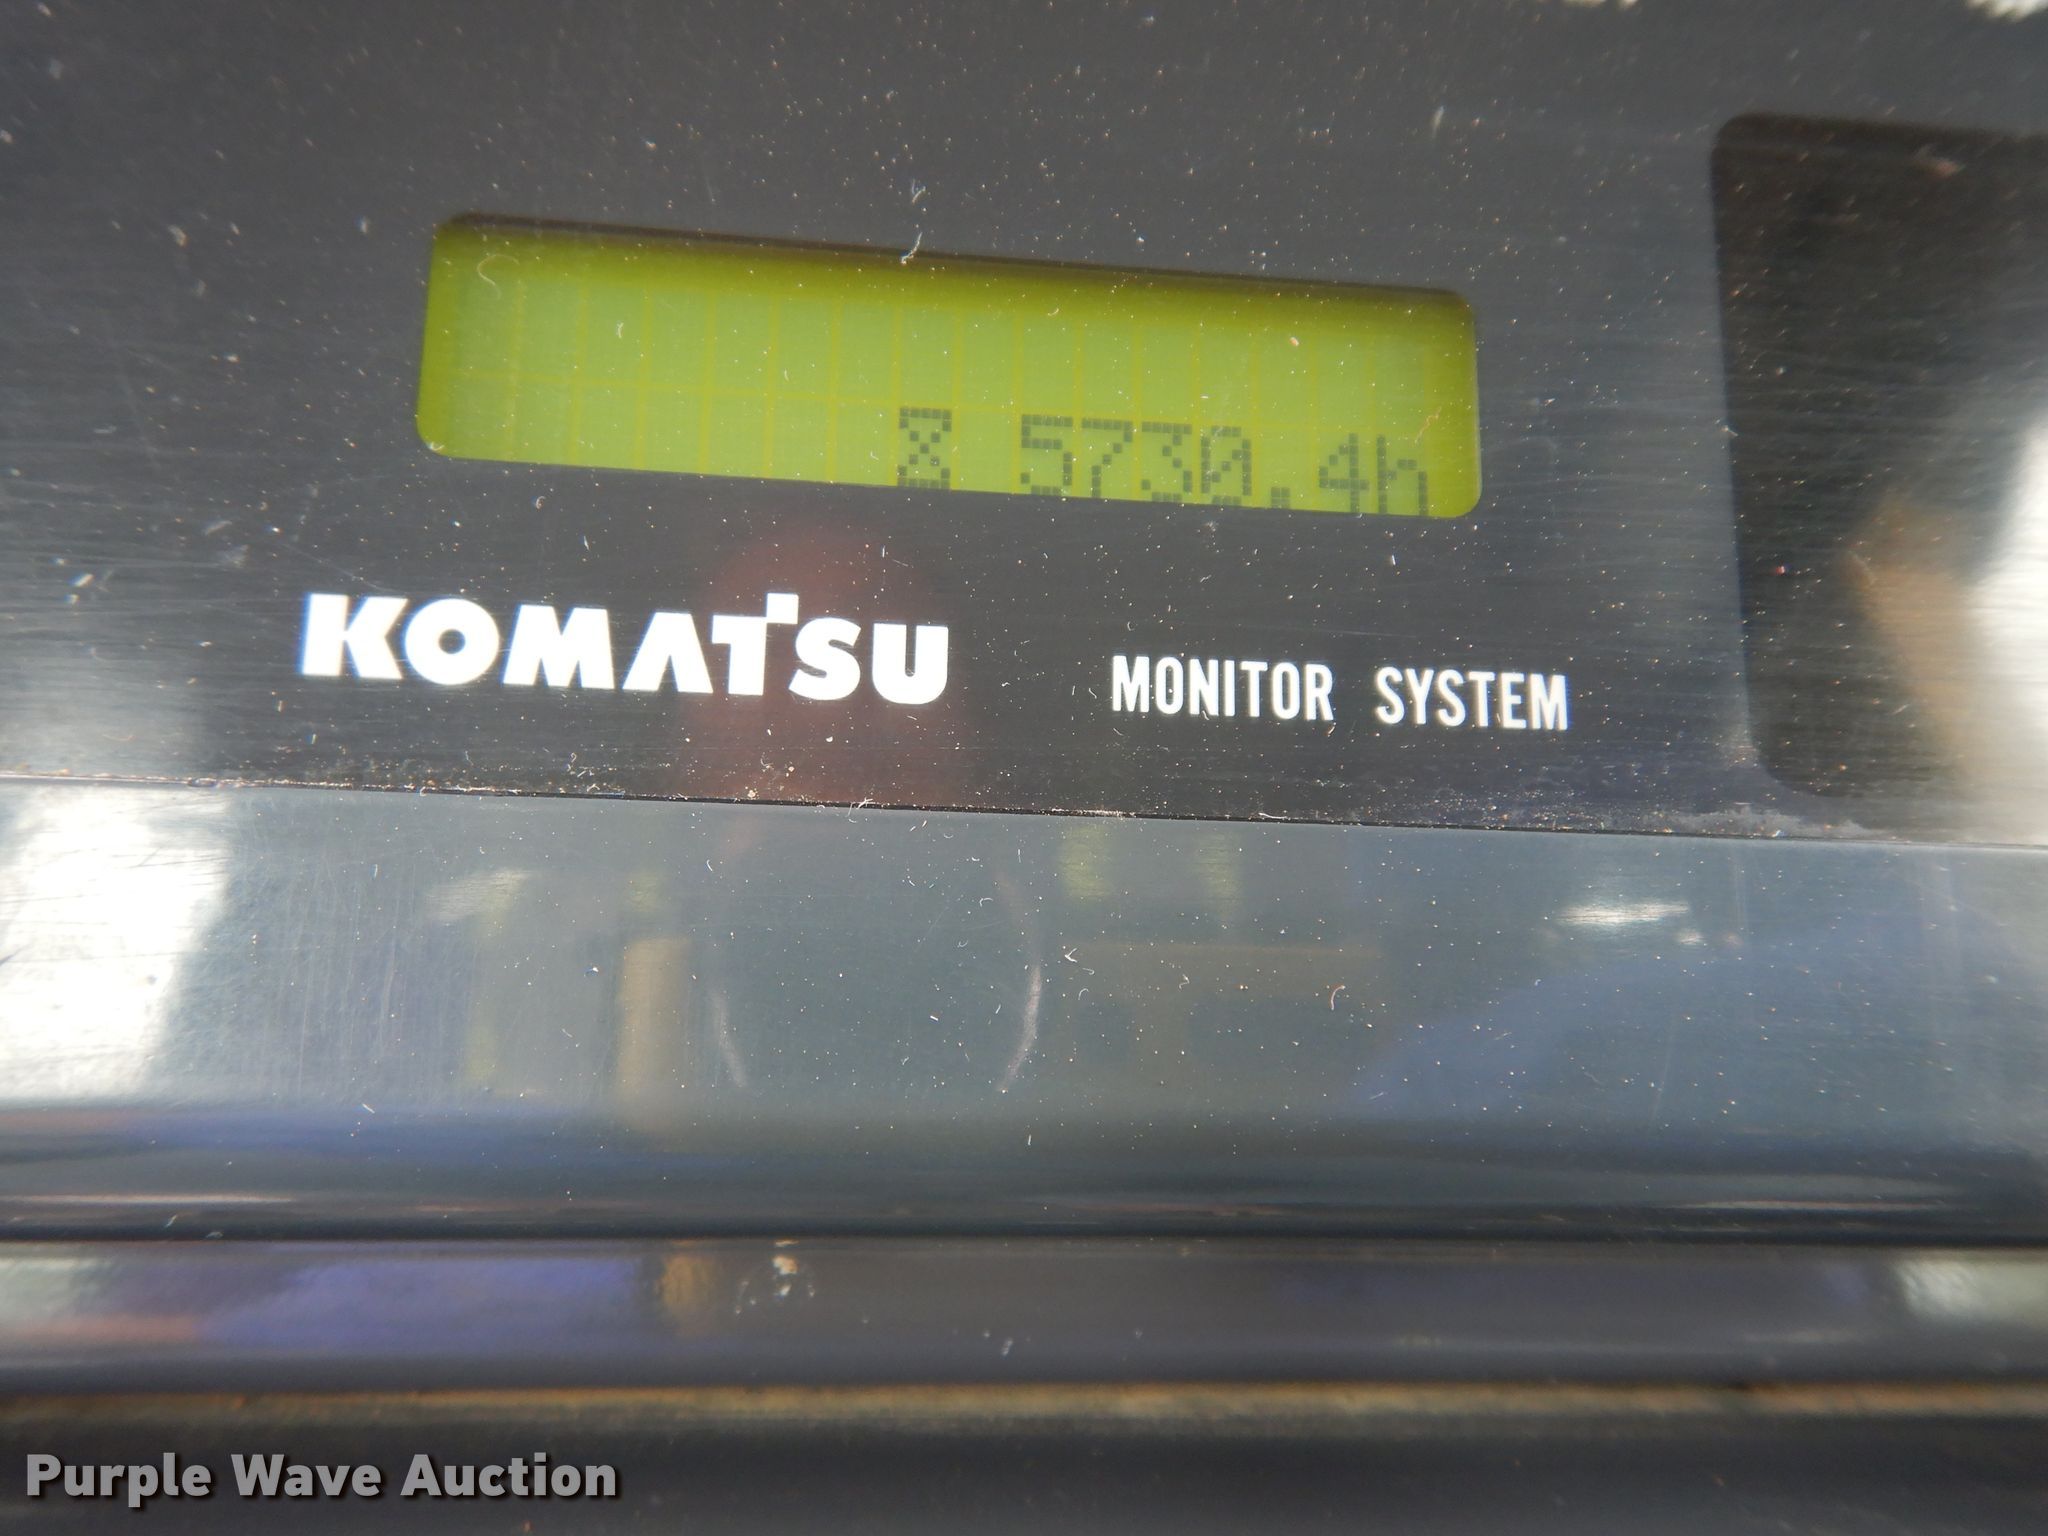 ⌛ 5730.4h
KOMATSU MONITOR SYSTEM
Purple Wave Auction